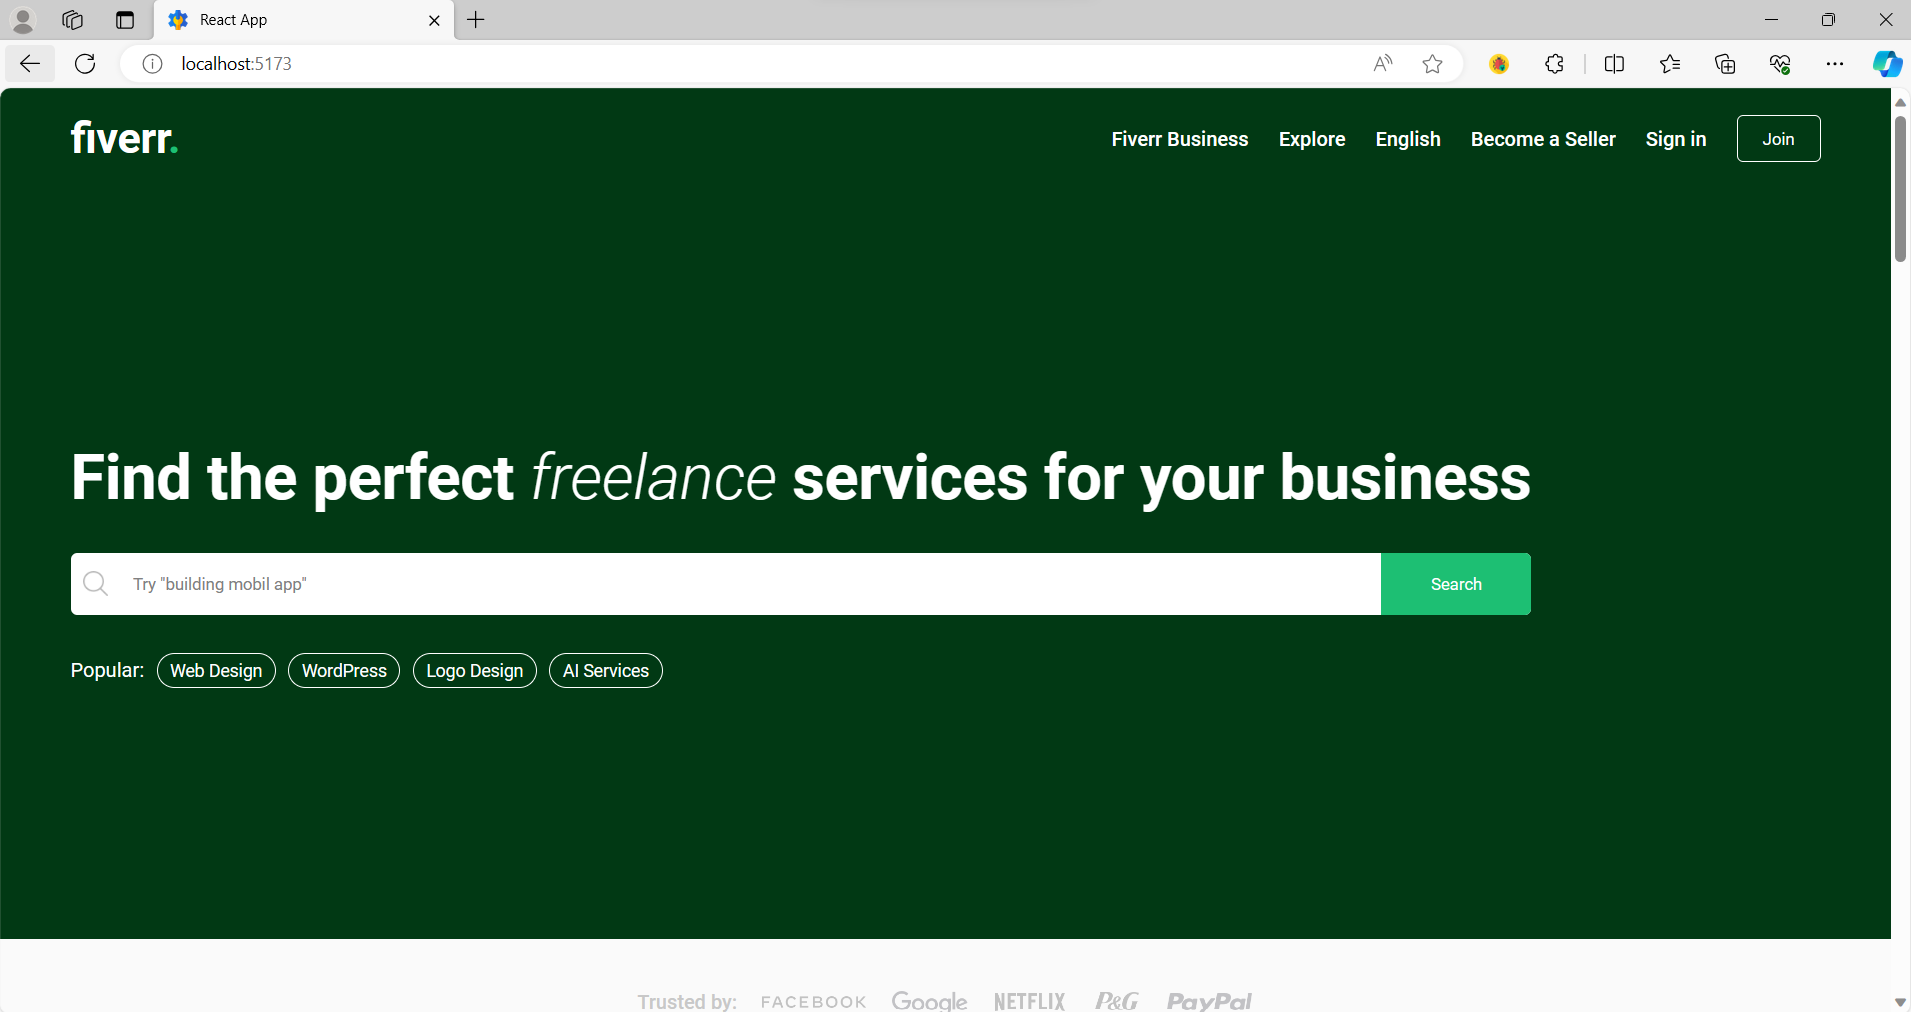 React App
localhost:5173
fiverr.
Fiverr Business Explore English Become a Seller Sign in Join
Find the perfect freelance services for your business
Try "building mobil app" Search
Popular: Web Design WordPress Logo Design AI Services
Trusted by: FACEBOOK Google NETFLIX P&G PayPal